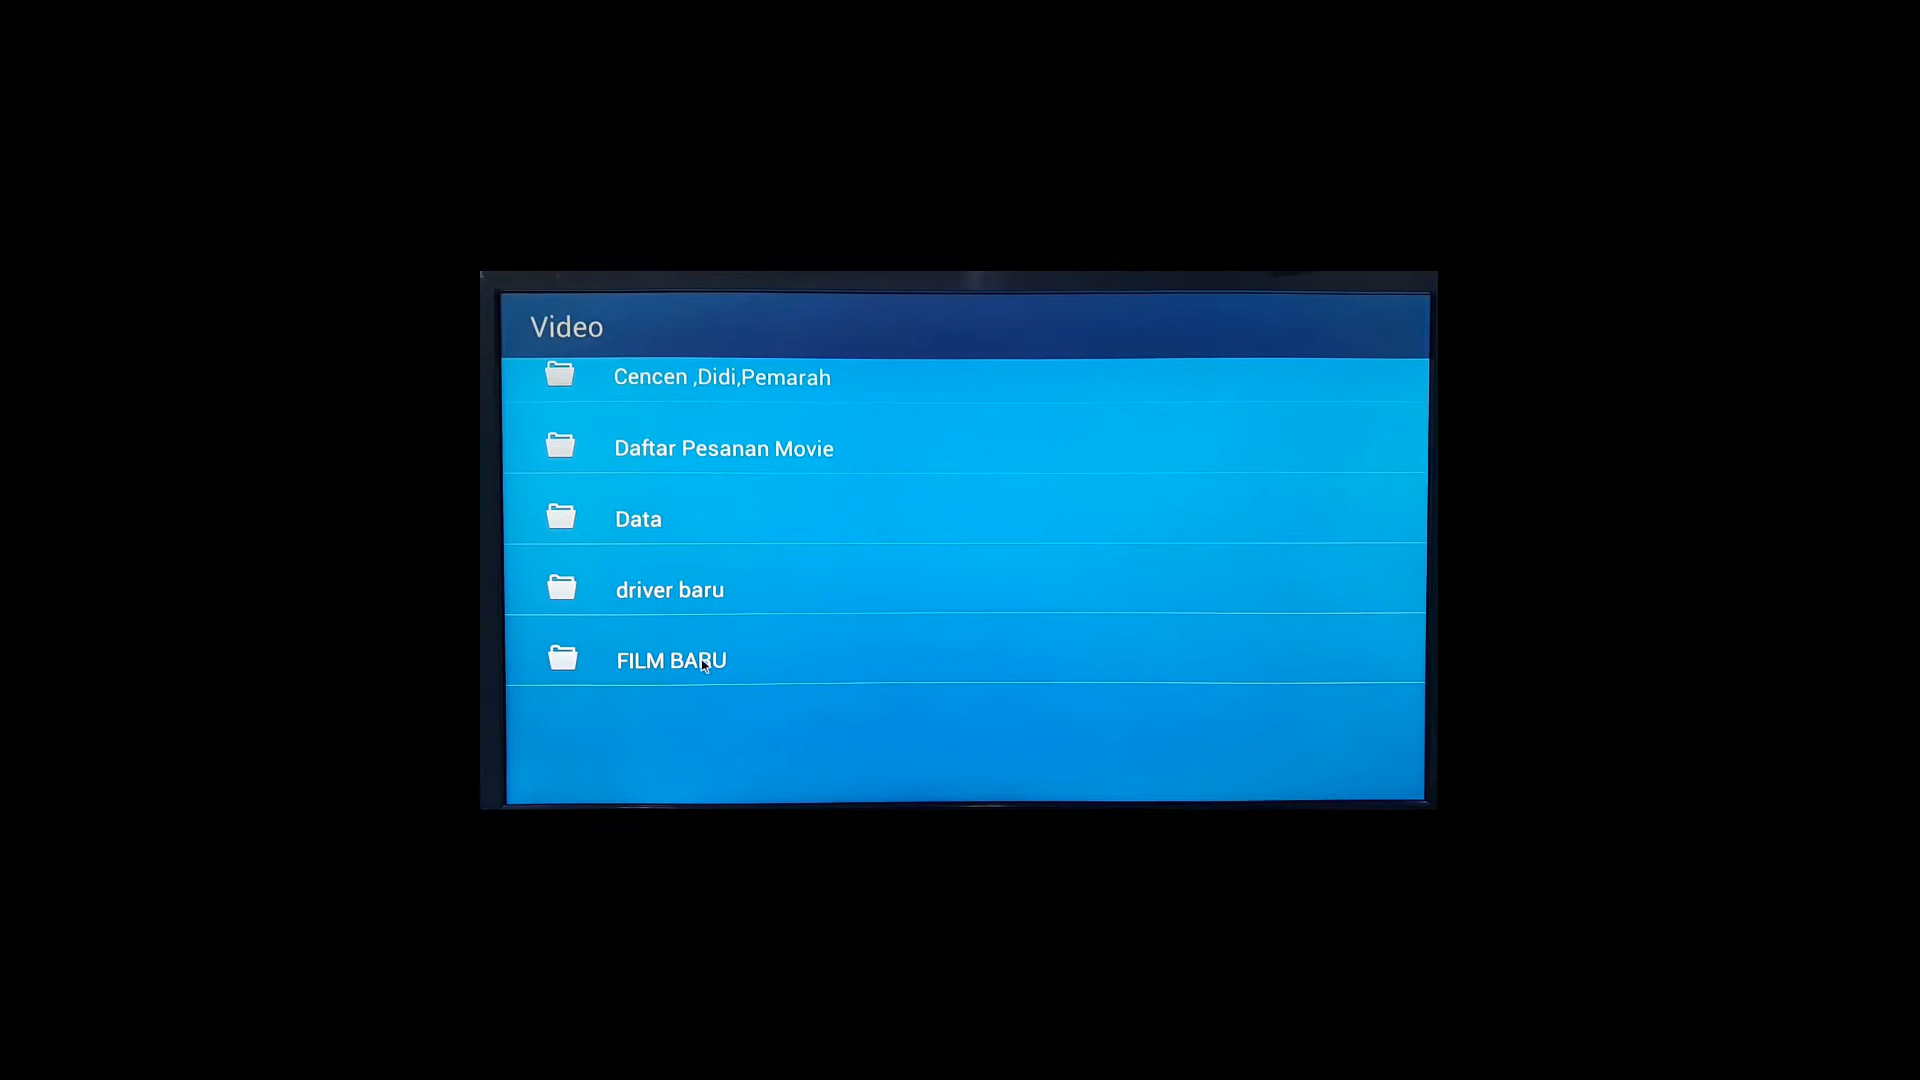 Video
Cencen ,Didi,Pemarah
Daftar Pesanan Movie
Data
driver baru
FILM BARU